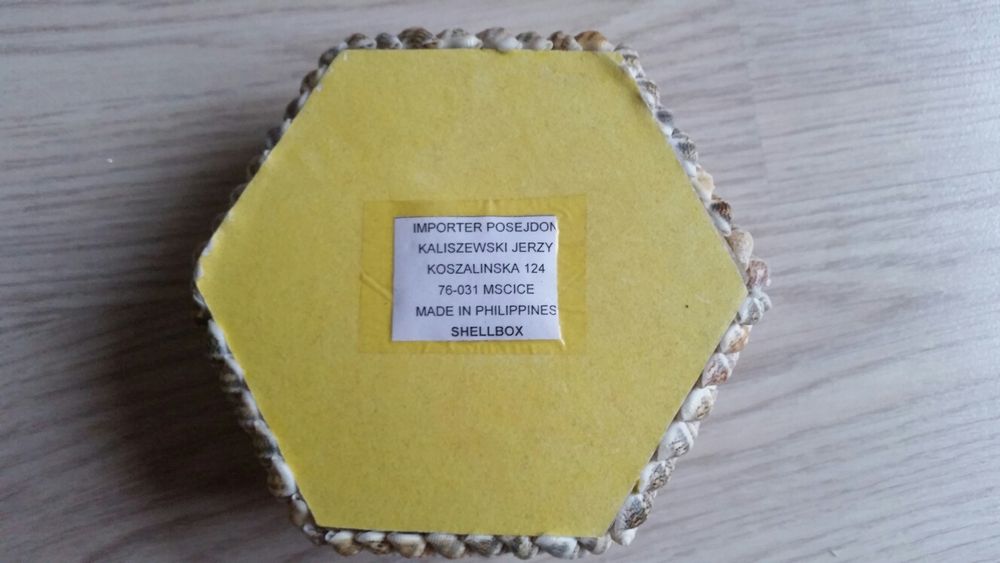 IMPORTER POSEJDON
KALISZEWSKI JERZY
KOSZALINSKA 124
76-031 MSCICE
MADE IN PHILIPPINES
SHELLBOX